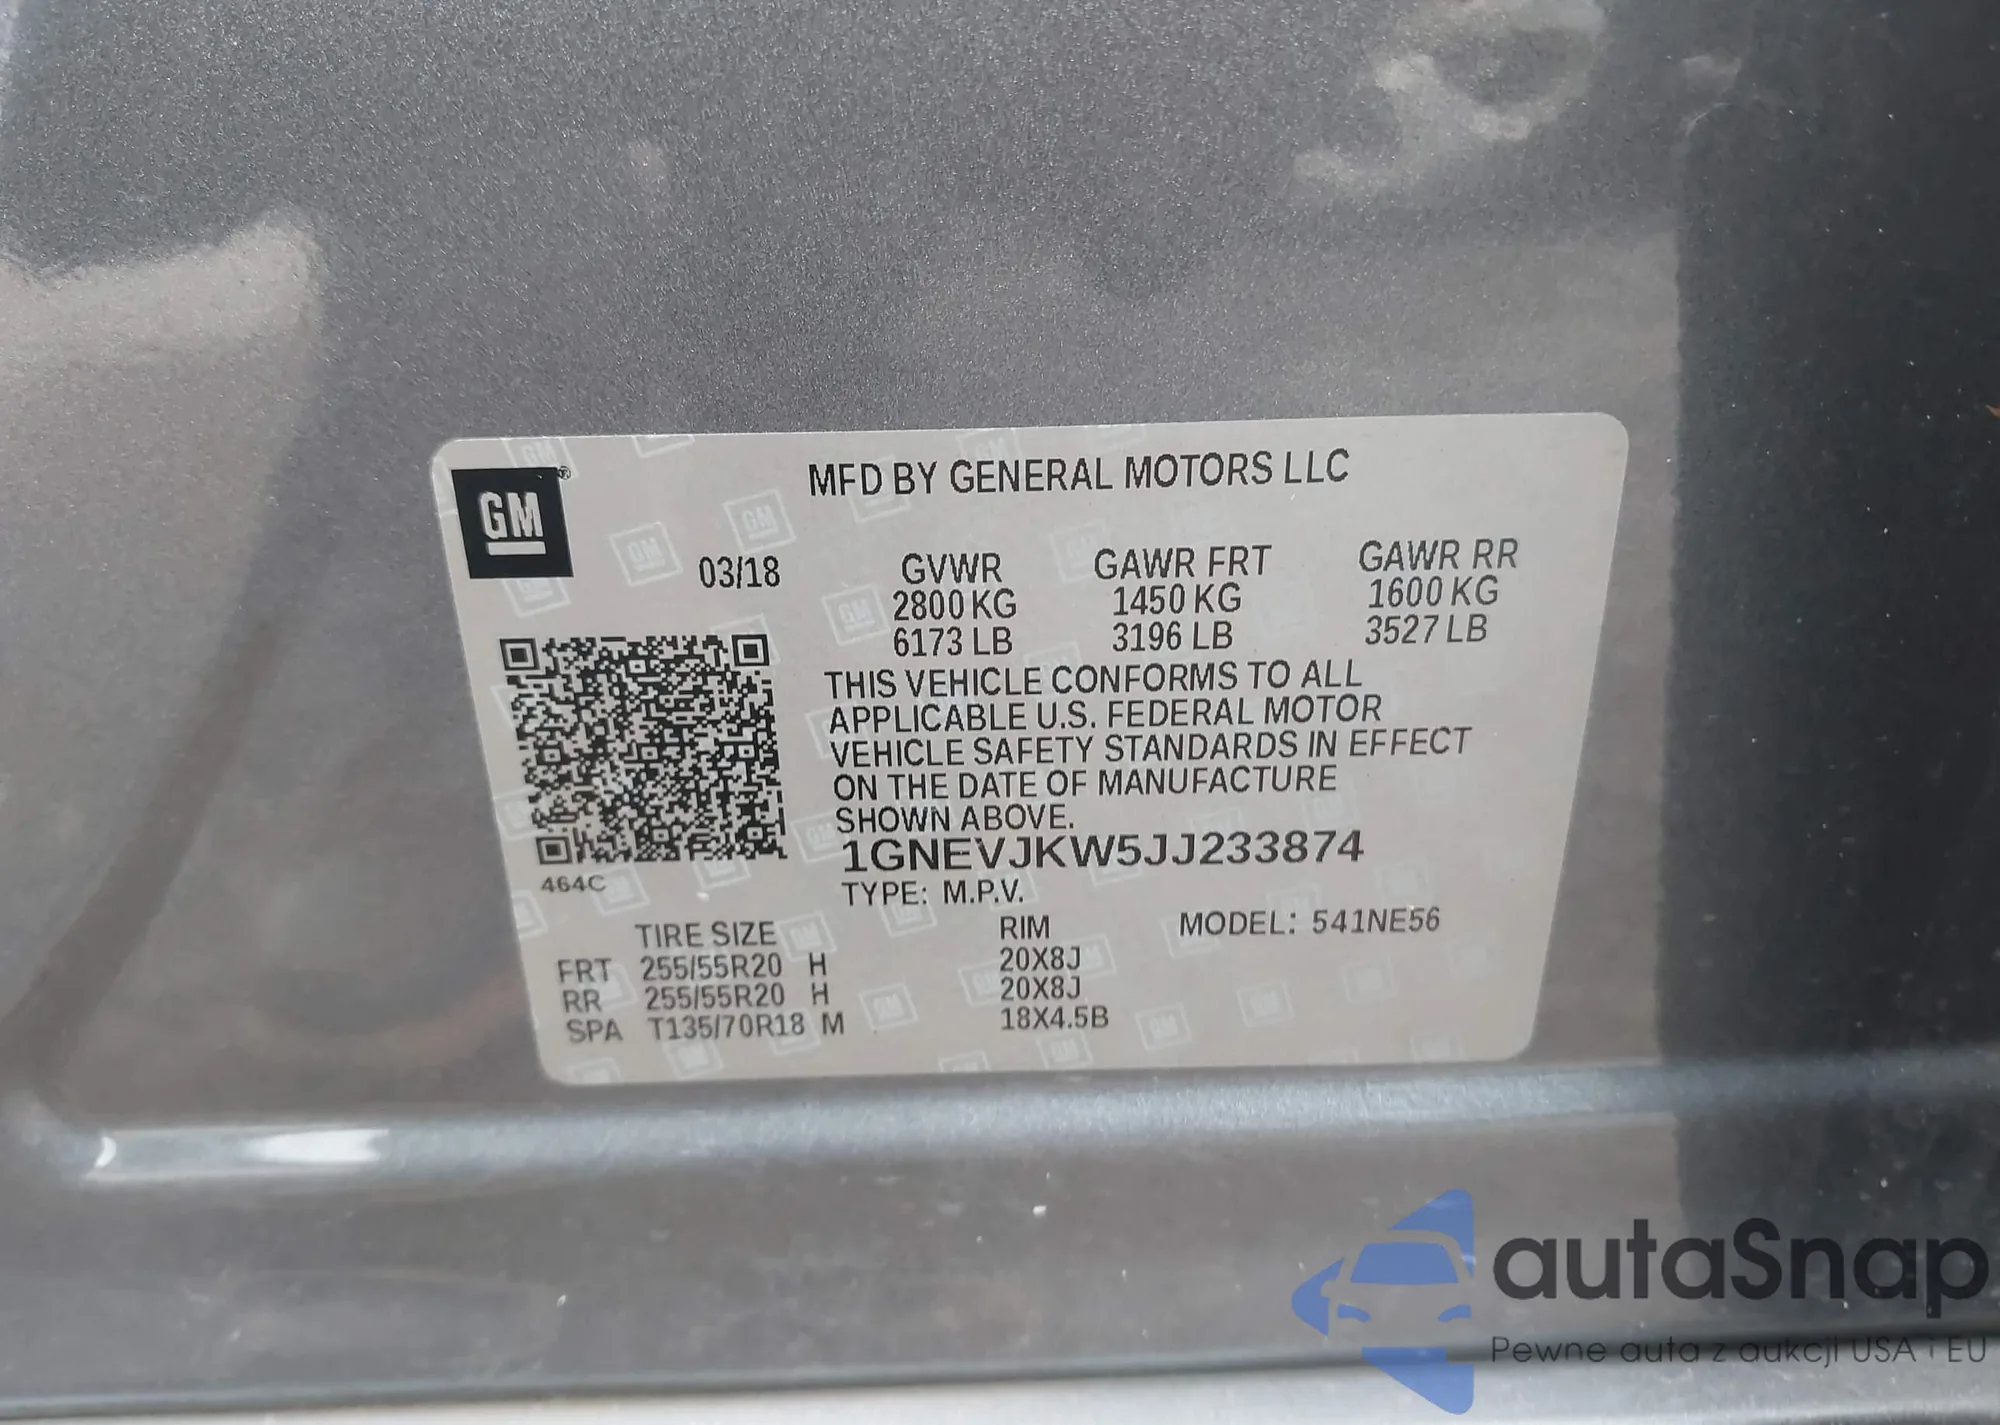 GM®
MFD BY GENERAL MOTORS LLC
03/18
GVWR GAWR FRT GAWR RR
2800 KG 1450 KG 1600 KG
6173 LB 3196 LB 3527 LB
THIS VEHICLE CONFORMS TO ALL
APPLICABLE U.S. FEDERAL MOTOR
VEHICLE SAFETY STANDARDS IN EFFECT
ON THE DATE OF MANUFACTURE
SHOWN ABOVE.
1GNEVJKW5JJ233874
464C
TYPE: M.P.V.
TIRE SIZE RIM MODEL: 541NE56
FRT 255/55R20 H 20X8J
RR 255/55R20 H 20X8J
SPA T135/70R18 M 18X4.5B
autaSnap
Pewne auta z aukcji USA i EU